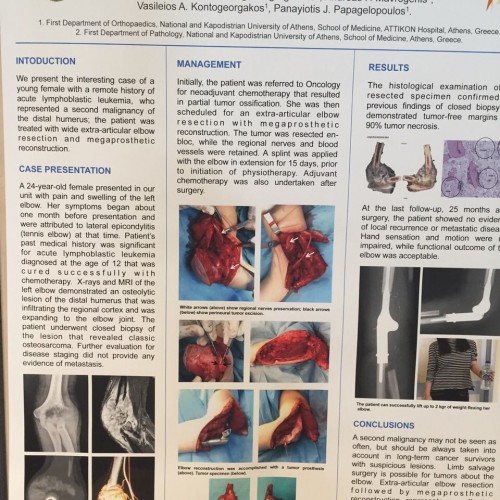 Vasileios A. Kontogeorgakos¹, Panayiotis J. Papagelopoulos¹.
1. First Department of Orthopaedics, National and Kapodistrian University of Athens, School of Medicine, ATTIKON Hospital, Athens, Greece.
2. First Department of Pathology, National and Kapodistrian University of Athens, School of Medicine, Athens, Greece.
INTODUCTION
We present the interesting case of a
young female with a remote history of
acute lymphoblastic leukemia, who
represented a second malignancy of
the distal humerus; the patient was
treated with wide extra-articular elbow
resection and megaprosthetic
reconstruction.
CASE PRESENTATION
A 24-year-old female presented in our
unit with pain and swelling of the left
elbow. Her symptoms began about
one month before presentation and
were attributed to lateral epicondylitis
(tennis elbow) at that time. Patient's
past medical history was significant
for acute lymphoblastic leukemia
diagnosed at the age of 12 that was
cured successfully with
chemotherapy. X-rays and MRI of the
left elbow demonstrated an osteolytic
lesion of the distal humerus that was
infiltrating the regional cortex and was
expanding to the elbow joint. The
patient underwent closed biopsy of
the lesion that revealed classic
osteosarcoma. Further evaluation for
disease staging did not provide any
evidence of metastasis.
MANAGEMENT
Initially, the patient was referred to Oncology
for neoadjuvant chemotherapy that resulted
in partial tumor ossification. She was then
scheduled for an extra-articular elbow
resection with megaprosthetic
reconstruction. The tumor was resected en-
bloc, while the regional nerves and blood
vessels were retained. A splint was applied
with the elbow in extension for 15 days, prior
to initiation of physiotherapy. Adjuvant
chemotherapy was also undertaken after
surgery.
White arrows (above) show regional nerves preservation; black arrows
(below) show perineural tumor excision.
Elbow reconstruction was accomplished with a tumor prosthesis
(above). Tumor specimen (below).
RESULTS
The histological examination of
resected specimen confirmed
previous findings of closed biopsy
demonstrated tumor-free margins
90% tumor necrosis.
At the last follow-up, 25 months a
surgery, the patient showed no eviden
of local recurrence or metastatic disea
Hand sensation and motion were n
impaired, while functional outcome of t
elbow was acceptable.
The patient can successfully lift up to 2 kgr of weight flexing her
elbow.
CONCLUSIONS
A second malignancy may not be seen as
often, but should be always taken into
account in long-term cancer survivors
with suspicious lesions. Limb salvage
surgery is possible for tumors about the
elbow. Extra-articular elbow resection
followed by megaprosthetic